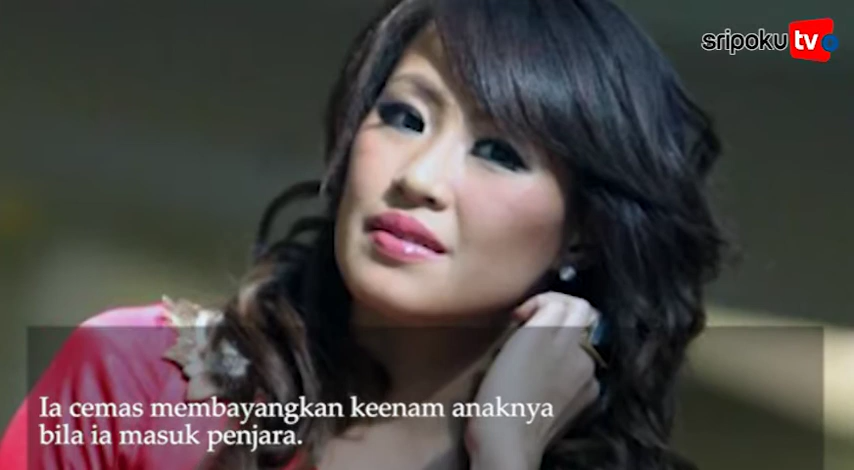 sripoku tv
Ia cemas membayangkan keenam anaknya
bila ia masuk penjara.